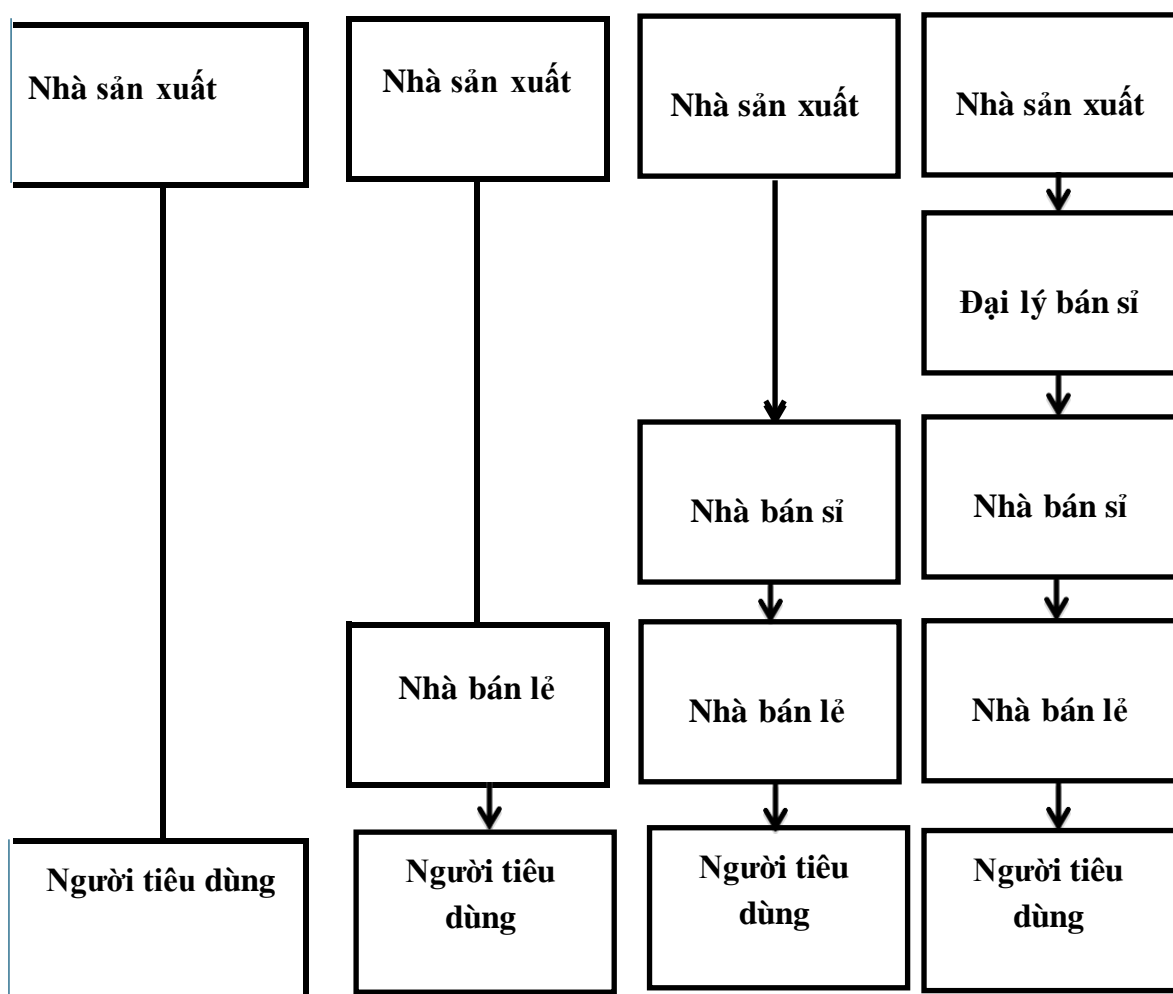 Nhà sản xuất
Nhà sản xuất
Nhà sản xuất
Nhà sản xuất
Đại lý bán sỉ
Nhà bán sỉ
Nhà bán sỉ
Nhà bán lẻ
Nhà bán lẻ
Nhà bán lẻ
Người tiêu dùng
Người tiêu
dùng
Người tiêu
dùng
Người tiêu
dùng